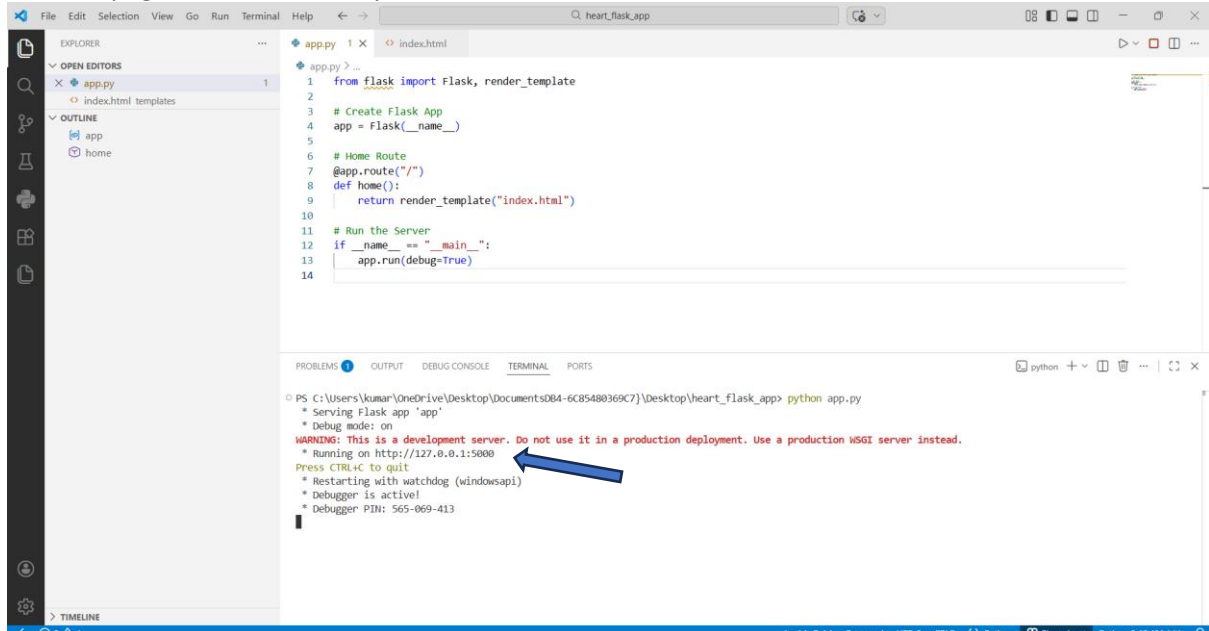 File Edit Selection View Go Run Terminal Help
heart_flask_app
EXPLORER
OPEN EDITORS
app.py 1
index.html templates
OUTLINE
app
home
TIMELINE
app.py 1
index.html
app.py > ...
1 from flask import Flask, render_template
2
3 # Create Flask App
4 app = Flask(__name__)
5
6 # Home Route
7 @app.route("/")
8 def home():
9 return render_template("index.html")
10
11 # Run the Server
12 if __name__ == "__main__":
13 app.run(debug=True)
14
PROBLEMS 1 OUTPUT DEBUG CONSOLE TERMINAL PORTS
python
PS C:\Users\kumar\OneDrive\Desktop\DocumentsDB4-6C85480369C7}\Desktop\heart_flask_app> python app.py
* Serving Flask app 'app'
* Debug mode: on
WARNING: This is a development server. Do not use it in a production deployment. Use a production WSGI server instead.
* Running on http://127.0.0.1:5000
Press CTRL+C to quit
* Restarting with watchdog (windowsapi)
* Debugger is active!
* Debugger PIN: 565-069-413